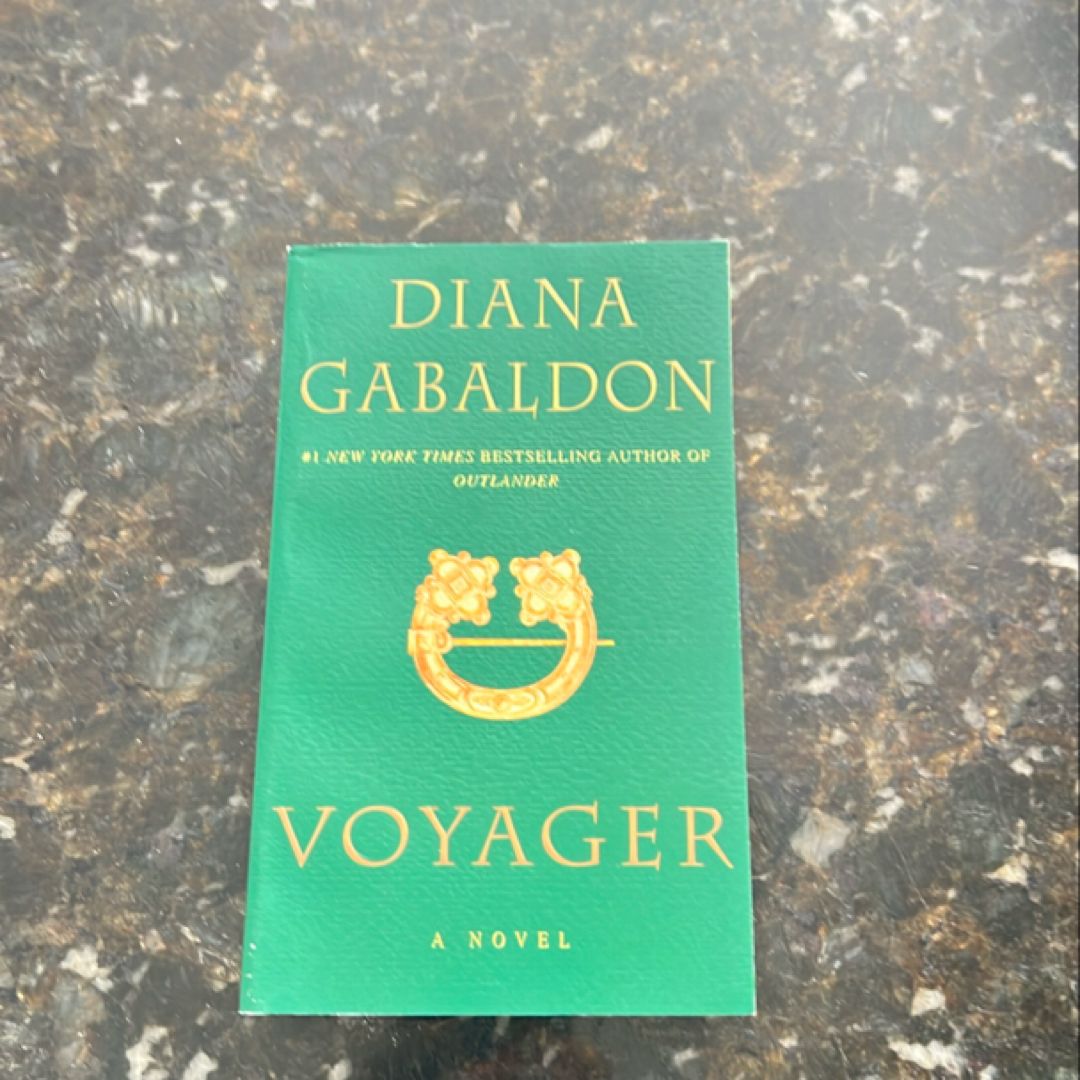 DIANA
GABALDON
#1 NEW YORK TIMES BESTSELLING AUTHOR OF
OUTLANDER
VOYAGER
A NOVEL